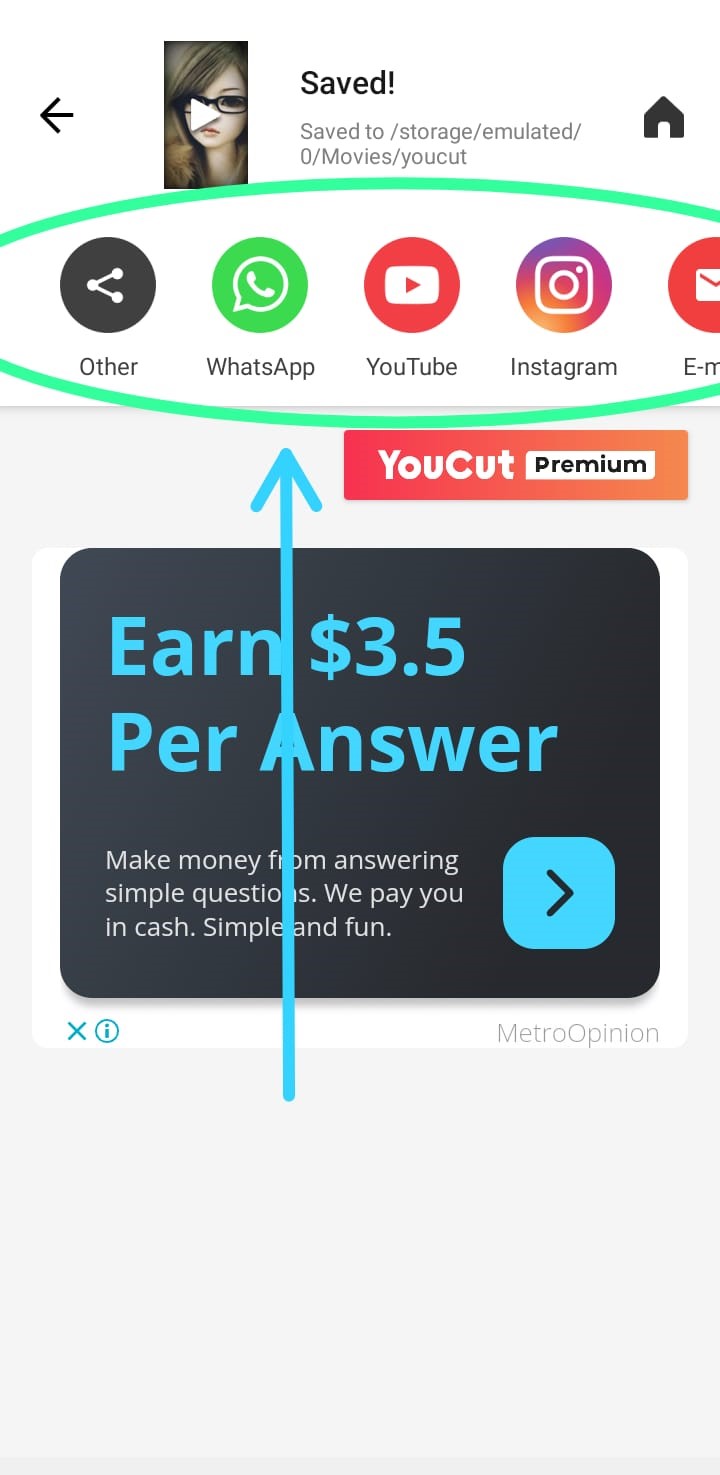 Saved!
Saved to /storage/emulated/
0/Movies/youcut
Other
WhatsApp
YouTube
Instagram
E-m
YouCut Premium
Earn $3.5
Per Answer
Make money from answering
simple questions. We pay you
in cash. Simple and fun.
MetroOpinion